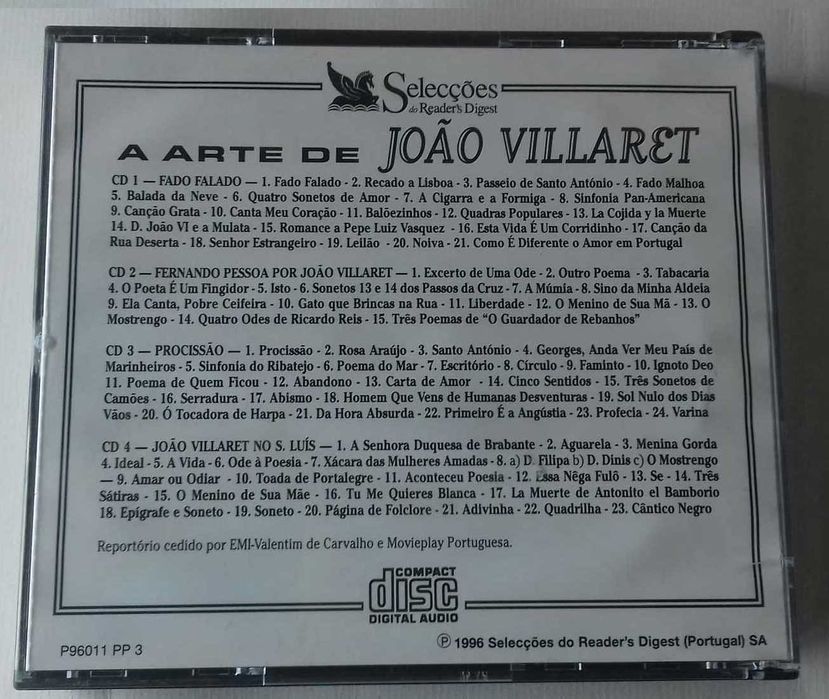 Selecções
do Reader's Digest
A ARTE DE JOÃO VILLARET
CD 1 — FADO FALADO — 1. Fado Falado - 2. Recado a Lisboa - 3. Passeio de Santo António - 4. Fado Malhoa
5. Balada da Neve - 6. Quatro Sonetos de Amor - 7. A Cigarra e a Formiga - 8. Sinfonia Pan-Americana
9. Canção Grata - 10. Canta Meu Coração - 11. Balõezinhos - 12. Quadras Populares - 13. La Cojida y la Muerte
14. D. João VI e a Mulata - 15. Romance a Pepe Luiz Vasquez - 16. Esta Vida É Um Corridinho - 17. Canção da
Rua Deserta - 18. Senhor Estrangeiro - 19. Leilão - 20. Noiva - 21. Como É Diferente o Amor em Portugal
CD 2 — FERNANDO PESSOA POR JOÃO VILLARET — 1. Excerto de Uma Ode - 2. Outro Poema - 3. Tabacaria
4. O Poeta É Um Fingidor - 5. Isto - 6. Sonetos 13 e 14 dos Passos da Cruz - 7. A Múmia - 8. Sino da Minha Aldeia
9. Ela Canta, Pobre Ceifeira - 10. Gato que Brincas na Rua - 11. Liberdade - 12. O Menino de Sua Mã - 13. O
Mostrengo - 14. Quatro Odes de Ricardo Reis - 15. Três Poemas de "O Guardador de Rebanhos"
CD 3 — PROCISSÃO — 1. Procissão - 2. Rosa Araújo - 3. Santo António - 4. Georges, Anda Ver Meu País de
Marinheiros - 5. Sinfonia do Ribatejo - 6. Poema do Mar - 7. Escritório - 8. Círculo - 9. Faminto - 10. Ignoto Deo
11. Poema de Quem Ficou - 12. Abandono - 13. Carta de Amor - 14. Cinco Sentidos - 15. Três Sonetos de
Camões - 16. Serradura - 17. Abismo - 18. Homem Que Vens de Humanas Desventuras - 19. Sol Nulo dos Dias
Vãos - 20. Ó Tocadora de Harpa - 21. Da Hora Absurda - 22. Primeiro É a Angústia - 23. Profecia - 24. Varina
CD 4 — JOÃO VILLARET NO S. LUÍS — 1. A Senhora Duquesa de Brabante - 2. Aguarela - 3. Menina Gorda
4. Ideal - 5. A Vida - 6. Ode à Poesia - 7. Xácara das Mulheres Amadas - 8. a) D. Filipa b) D. Dinis c) O Mostrengo
— 9. Amar ou Odiar - 10. Toada de Portalegre - 11. Aconteceu Poesia - 12. Essa Nêga Fulô - 13. Se - 14. Três
Sátiras - 15. O Menino de Sua Mãe - 16. Tu Me Quieres Blanca - 17. La Muerte de Antonito el Bamborio
18. Epígrafe e Soneto - 19. Soneto - 20. Página de Folclore - 21. Adivinha - 22. Quadrilha - 23. Cântico Negro
Reportório cedido por EMI-Valentim de Carvalho e Movieplay Portuguesa.
COMPACT
disc
DIGITAL AUDIO
P96011 PP 3
℗ 1996 Selecções do Reader's Digest (Portugal) SA